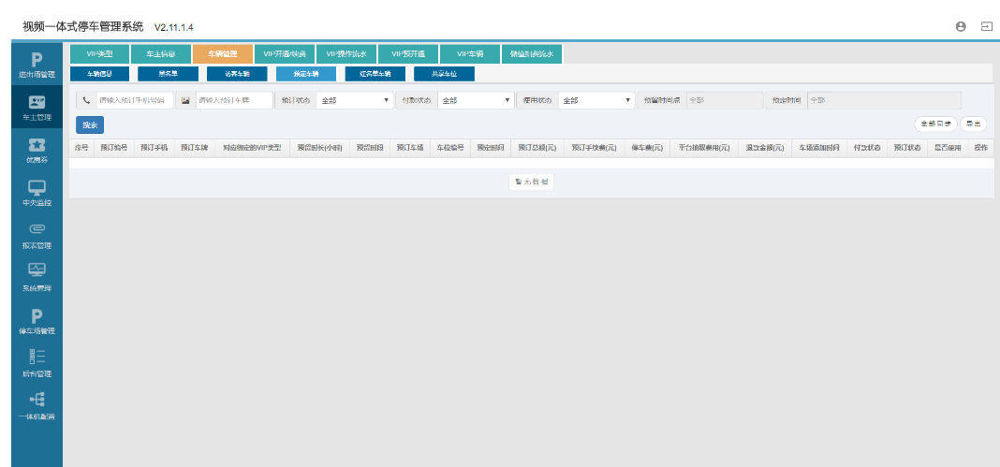 视频一体式停车管理系统 V2.11.1.4
VIP类型 车主信息 车辆管理 VIP开通/续费 VIP操作流水 VIP预开通 VIP车辆 储值扣费流水
车辆信息 黑名单 访客车辆 预定车辆 红名单车辆 共享车位
请输入预订手机号码 请输入预订车牌 预订状态 全部 付款状态 全部 使用状态 全部 预留时间点 全部 预定时间 全部
搜索 全部同步 导出
序号 预订编号 预订手机 预订车牌 对应绑定的VIP类型 预留时长(小时) 预留时段 预订车场 车位编号 预定时间 预订总额(元) 预订手续费(元) 停车费(元) 平台抽取费用(元) 退款金额(元) 车场添加时间 付款状态 预订状态 是否使用 操作
暂无数据
进出场管理
车主管理
优惠券
中央监控
报表管理
系统管理
停车场管理
后台管理
一体机配置